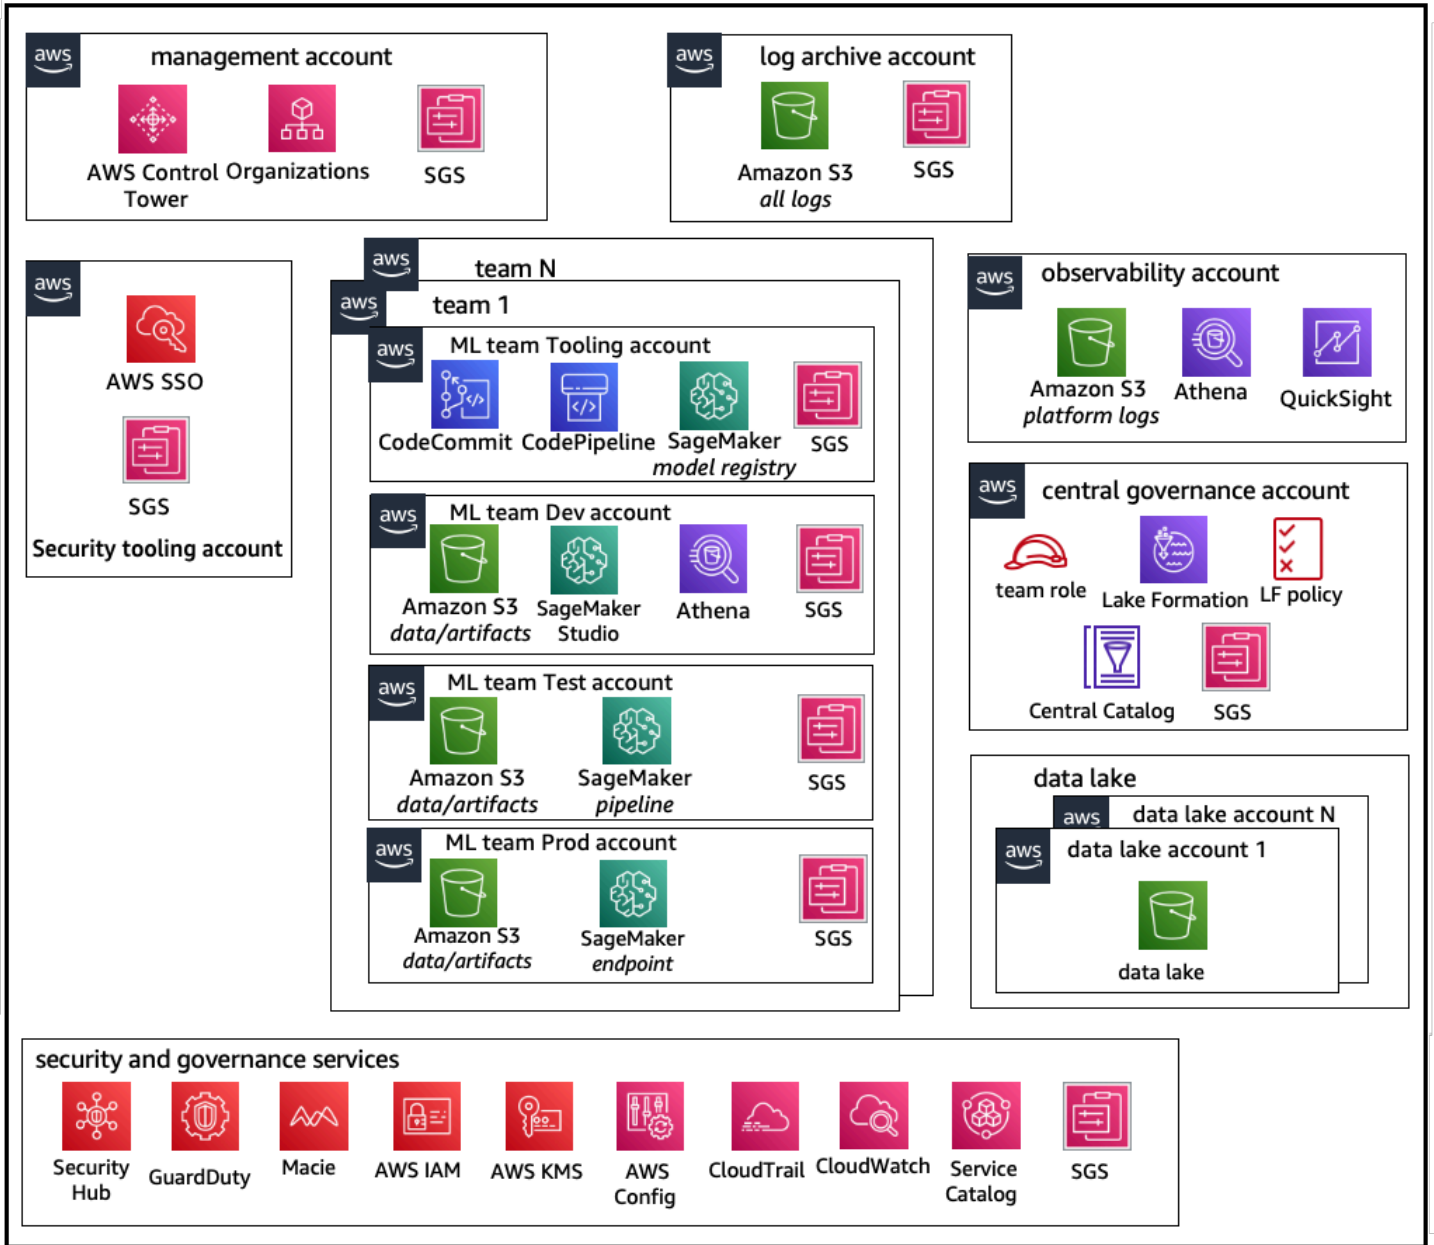 aws
management account
AWS Control
Tower
Organizations
SGS
aws
log archive account
Amazon S3
all logs
SGS
aws
AWS SSO
SGS
Security tooling account
aws
team N
aws
team 1
aws
ML team Tooling account
CodeCommit
CodePipeline
SageMaker
model registry
SGS
aws
ML team Dev account
Amazon S3
data/artifacts
SageMaker
Studio
Athena
SGS
aws
ML team Test account
Amazon S3
data/artifacts
SageMaker
pipeline
SGS
aws
ML team Prod account
Amazon S3
data/artifacts
SageMaker
endpoint
SGS
aws
observability account
Amazon S3
platform logs
Athena
QuickSight
aws
central governance account
team role
Lake Formation
LF policy
Central Catalog
SGS
data lake
aws
data lake account N
aws
data lake account 1
data lake
security and governance services
Security
Hub
GuardDuty
Macie
AWS IAM
AWS KMS
AWS
Config
CloudTrail
CloudWatch
Service
Catalog
SGS